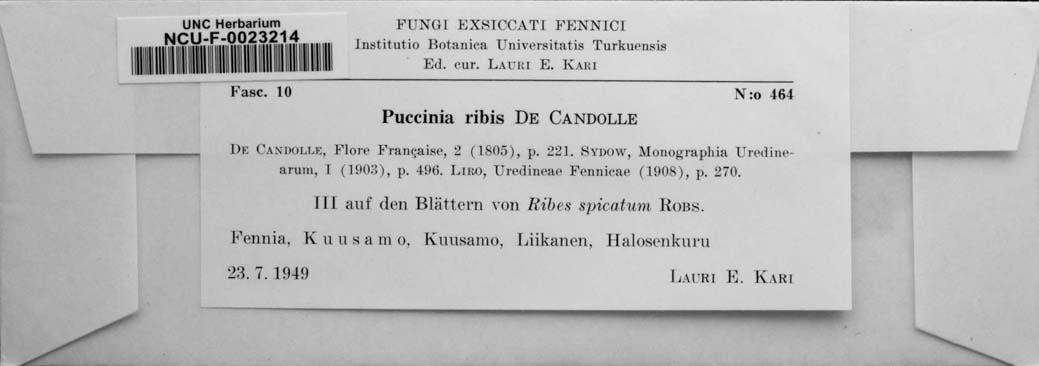 UNC Herbarium
NCU-F-0023214
FUNGI EXSICCATI FENNICI
Institutio Botanica Universitatis Turkuensis
Ed. cur. LAURI E. KARI
Fasc. 10 N:o 464
Puccinia ribis DE CANDOLLE
DE CANDOLLE, Flore Française, 2 (1805), p. 221. SYDOW, Monographia Uredine-
arum, I (1903), p. 496. LIRO, Uredineae Fennicae (1908), p. 270.
III auf den Blättern von Ribes spicatum ROBS.
Fennia, Kuusamo, Kuusamo, Liikanen, Halosenkuru
23. 7. 1949 LAURI E. KARI